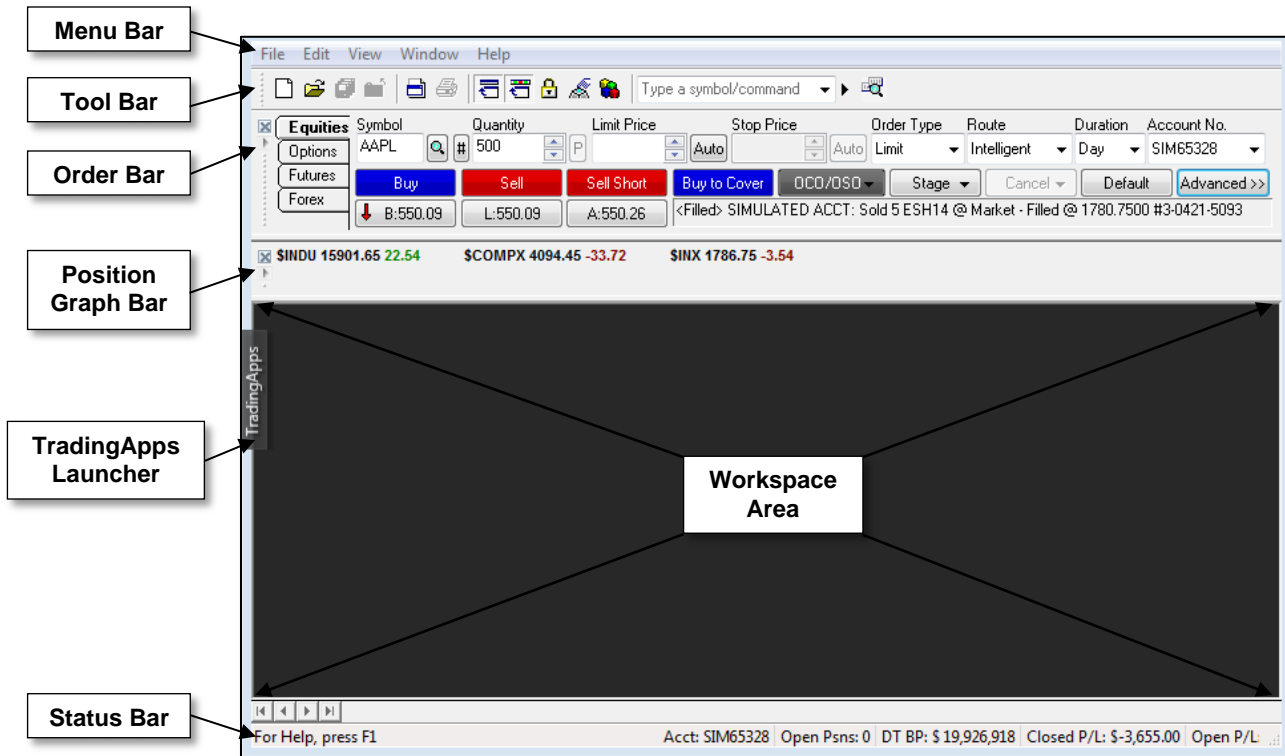 Menu Bar
File Edit View Window Help
Tool Bar
Type a symbol/command
Order Bar
Equities Symbol Quantity Limit Price Stop Price Order Type Route Duration Account No.
Options AAPL # 500 P Auto Auto Limit Intelligent Day SIM65328
Futures Buy Sell Sell Short Buy to Cover OCO/OSO Stage Cancel Default Advanced >>
Forex B:550.09 L:550.09 A:550.26 <Filled> SIMULATED ACCT: Sold 5 ESH14 @ Market - Filled @ 1780.7500 #3-0421-5093
Position
Graph Bar
$INDU 15901.65 22.54 $COMPX 4094.45 -33.72 $INX 1786.75 -3.54
TradingApps
TradingApps
Launcher
Workspace
Area
Status Bar
For Help, press F1 Acct: SIM65328 Open Psns: 0 DT BP: $19,926,918 Closed P/L: $-3,655.00 Open P/L: